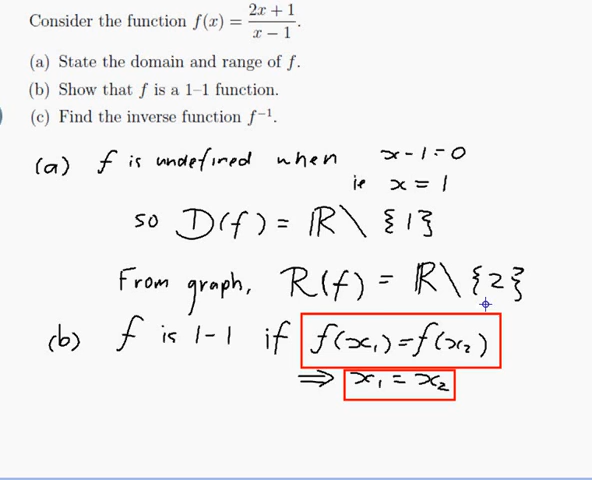 Consider the function f(x) = (2x + 1)/(x − 1).
(a) State the domain and range of f.
(b) Show that f is a 1–1 function.
(c) Find the inverse function f⁻¹.
(a) f is undefined when x-1=0
ie x = 1
so D(f) = ℝ\ {1}
From graph, R(f) = ℝ\{2}
(b) f is 1-1 if f(x₁)=f(x₂)
⇒ x₁ = x₂